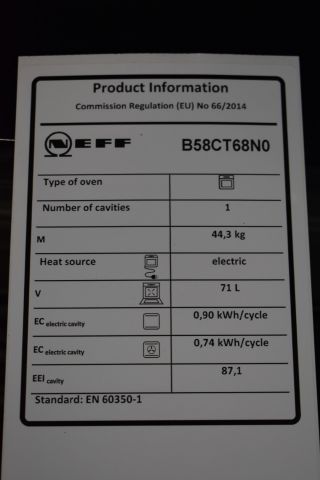 Product Information
Commission Regulation (EU) No 66/2014
NEFF B58CT68N0
Type of oven
Number of cavities 1
M 44,3 kg
Heat source electric
V 71 L
EC electric cavity 0,90 kWh/cycle
EC electric cavity 0,74 kWh/cycle
EEI cavity 87,1
Standard: EN 60350-1